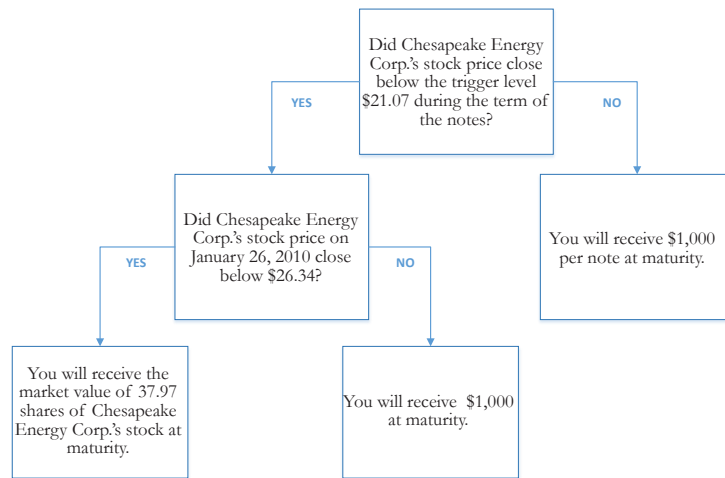 Did Chesapeake Energy
Corp.'s stock price close
below the trigger level
$21.07 during the term of
the notes?
YES
NO
Did Chesapeake Energy
Corp.'s stock price on
January 26, 2010 close
below $26.34?
You will receive $1,000
per note at maturity.
YES
NO
You will receive the
market value of 37.97
shares of Chesapeake
Energy Corp.'s stock at
maturity.
You will receive $1,000
at maturity.